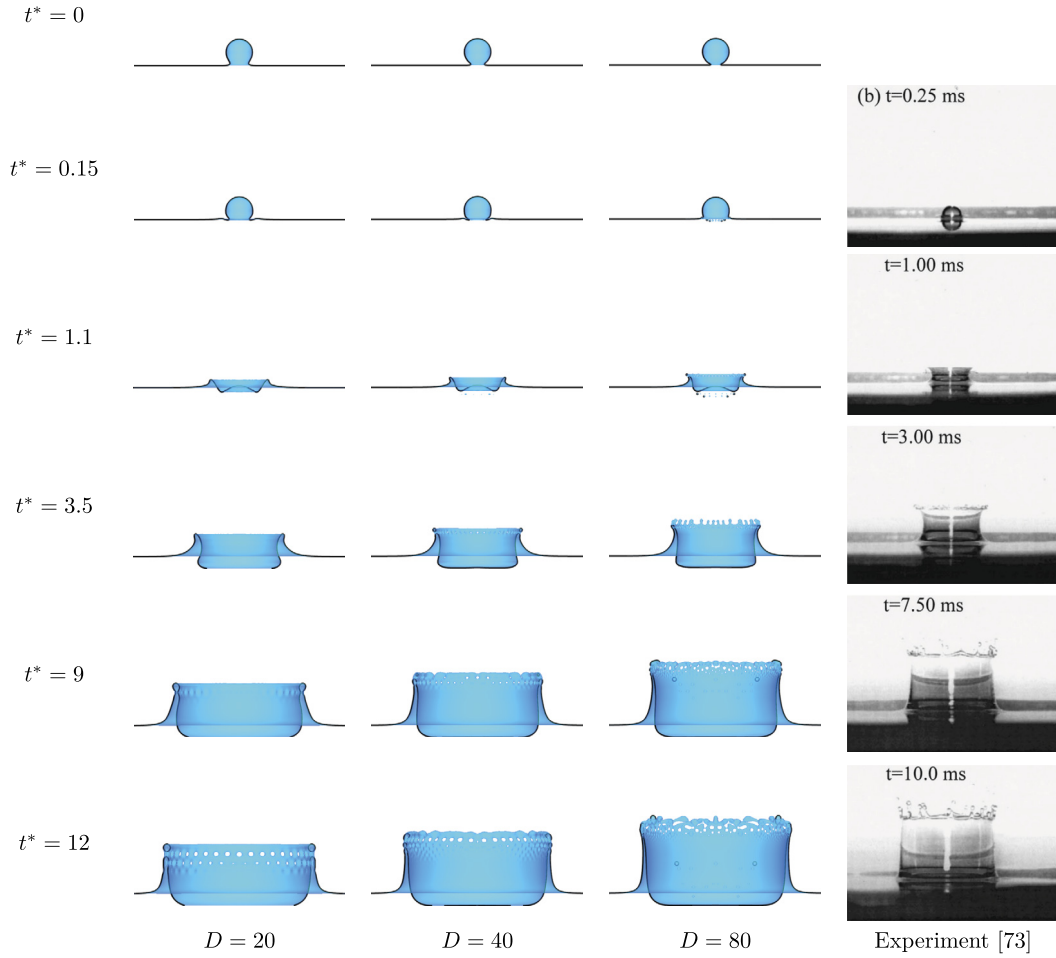 t* = 0
(b) t=0.25 ms
t* = 0.15
t=1.00 ms
t* = 1.1
t=3.00 ms
t* = 3.5
t=7.50 ms
t* = 9
t=10.0 ms
t* = 12
D = 20 D = 40 D = 80 Experiment [73]